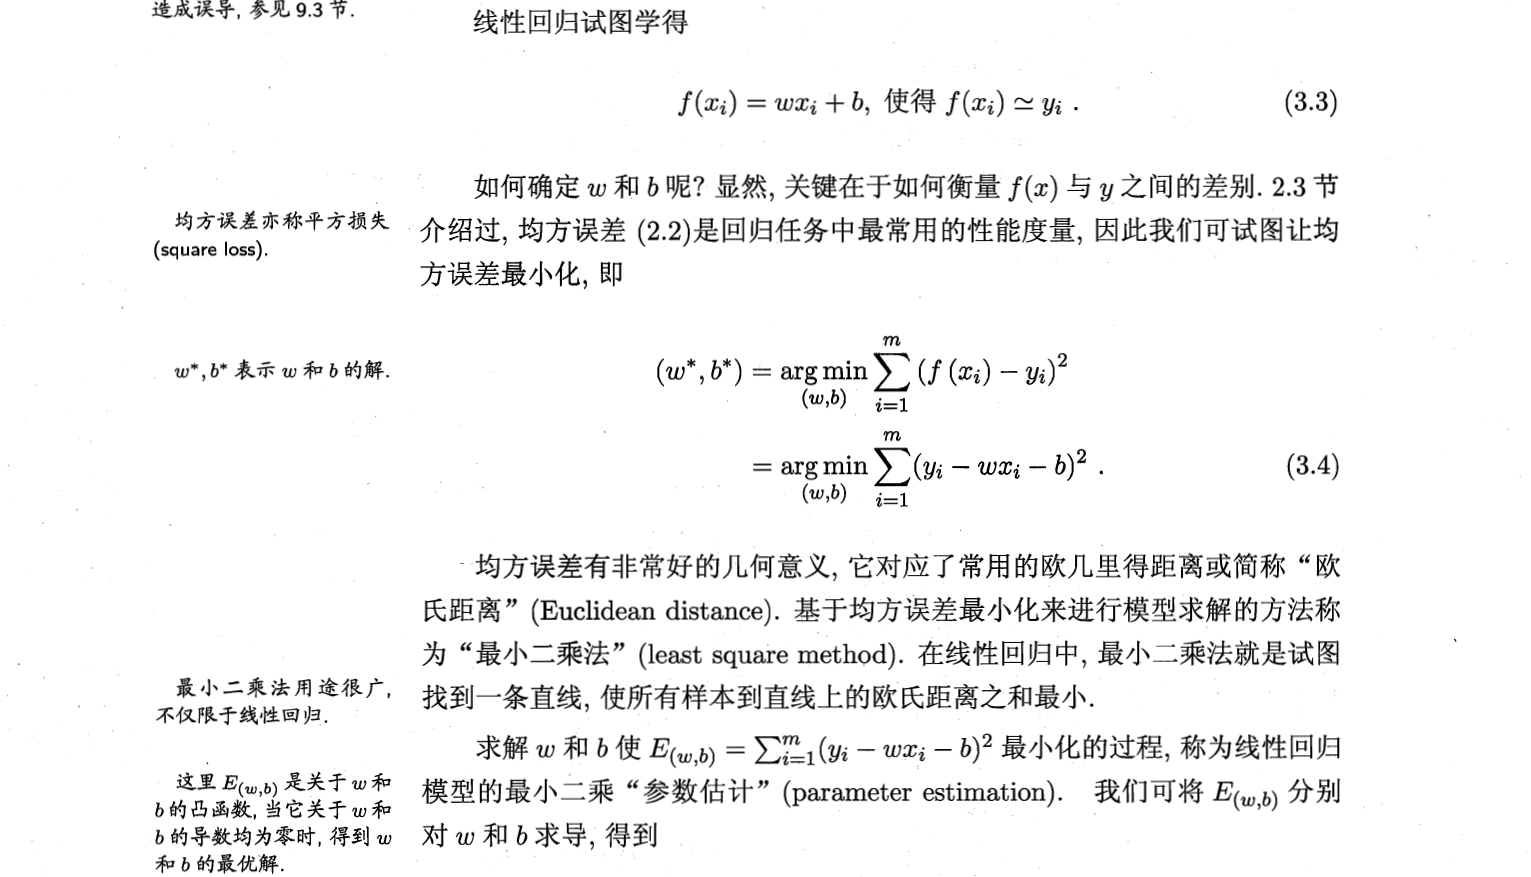 造成误导, 参见 9.3 节.
线性回归试图学得
f(x_i) = wx_i + b, 使得 f(x_i) ≃ y_i . (3.3)
如何确定 w 和 b 呢? 显然, 关键在于如何衡量 f(x) 与 y 之间的差别. 2.3 节
介绍过, 均方误差 (2.2)是回归任务中最常用的性能度量, 因此我们可试图让均
方误差最小化, 即
均方误差亦称平方损失
(square loss).
w*, b* 表示 w 和 b 的解.
(w*, b*) = arg min_{(w,b)} ∑_{i=1}^{m} (f (x_i) − y_i)^2
= arg min_{(w,b)} ∑_{i=1}^{m} (y_i − wx_i − b)^2 . (3.4)
均方误差有非常好的几何意义, 它对应了常用的欧几里得距离或简称“欧
氏距离”(Euclidean distance). 基于均方误差最小化来进行模型求解的方法称
为“最小二乘法”(least square method). 在线性回归中, 最小二乘法就是试图
找到一条直线, 使所有样本到直线上的欧氏距离之和最小.
最小二乘法用途很广,
不仅限于线性回归.
求解 w 和 b 使 E_{(w,b)} = ∑_{i=1}^{m}(y_i − wx_i − b)^2 最小化的过程, 称为线性回归
模型的最小二乘“参数估计”(parameter estimation). 我们可将 E_{(w,b)} 分别
对 w 和 b 求导, 得到
这里 E_{(w,b)} 是关于 w 和
b 的凸函数, 当它关于 w 和
b 的导数均为零时, 得到 w
和 b 的最优解.